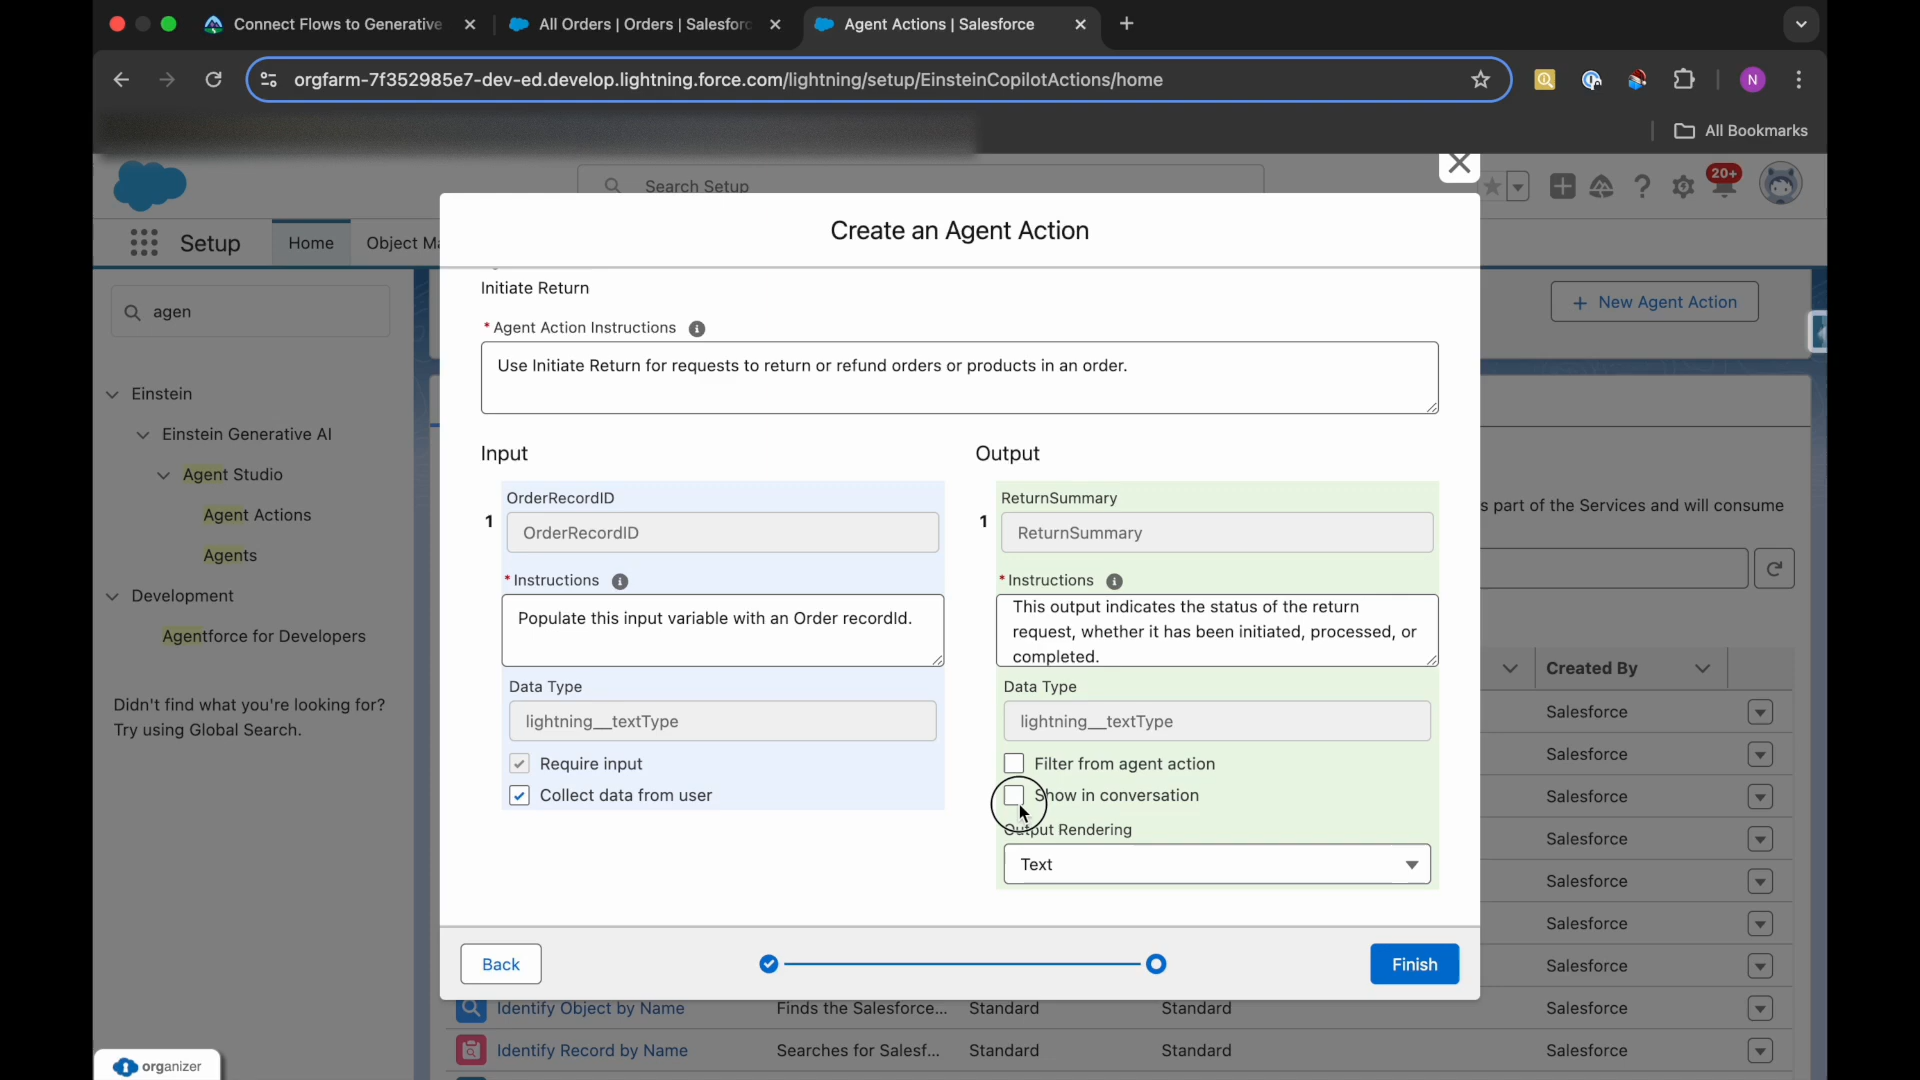 Connect Flows to Generative
All Orders | Orders | Salesforc
Agent Actions | Salesforce
orgfarm-7f352985e7-dev-ed.develop.lightning.force.com/lightning/setup/EinsteinCopilotActions/home
N
All Bookmarks
Search Setup
20+
Setup
Home
Object Ma
Create an Agent Action
Initiate Return
* Agent Action Instructions
Use Initiate Return for requests to return or refund orders or products in an order.
+ New Agent Action
agen
Einstein
Einstein Generative AI
Agent Studio
Agent Actions
Agents
Development
Agentforce for Developers
Didn't find what you're looking for?
Try using Global Search.
Input
OrderRecordID
1
OrderRecordID
* Instructions
Populate this input variable with an Order recordId.
Data Type
lightning__textType
Require input
Collect data from user
Output
ReturnSummary
1
ReturnSummary
* Instructions
This output indicates the status of the return
request, whether it has been initiated, processed, or
completed.
Data Type
lightning__textType
Filter from agent action
Show in conversation
Output Rendering
Text
s part of the Services and will consume
Created By
Salesforce
Salesforce
Salesforce
Salesforce
Salesforce
Salesforce
Salesforce
Back
Finish
Identify Object by Name
Finds the Salesforce...
Standard
Standard
Salesforce
Identify Record by Name
Searches for Salesf...
Standard
Standard
Salesforce
organizer